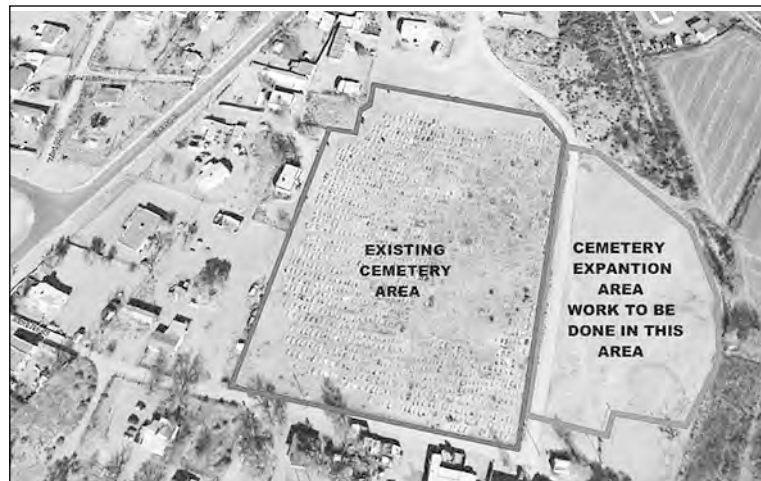 EXISTING
CEMETERY
AREA
CEMETERY
EXPANTION
AREA
WORK TO BE
DONE IN THIS
AREA